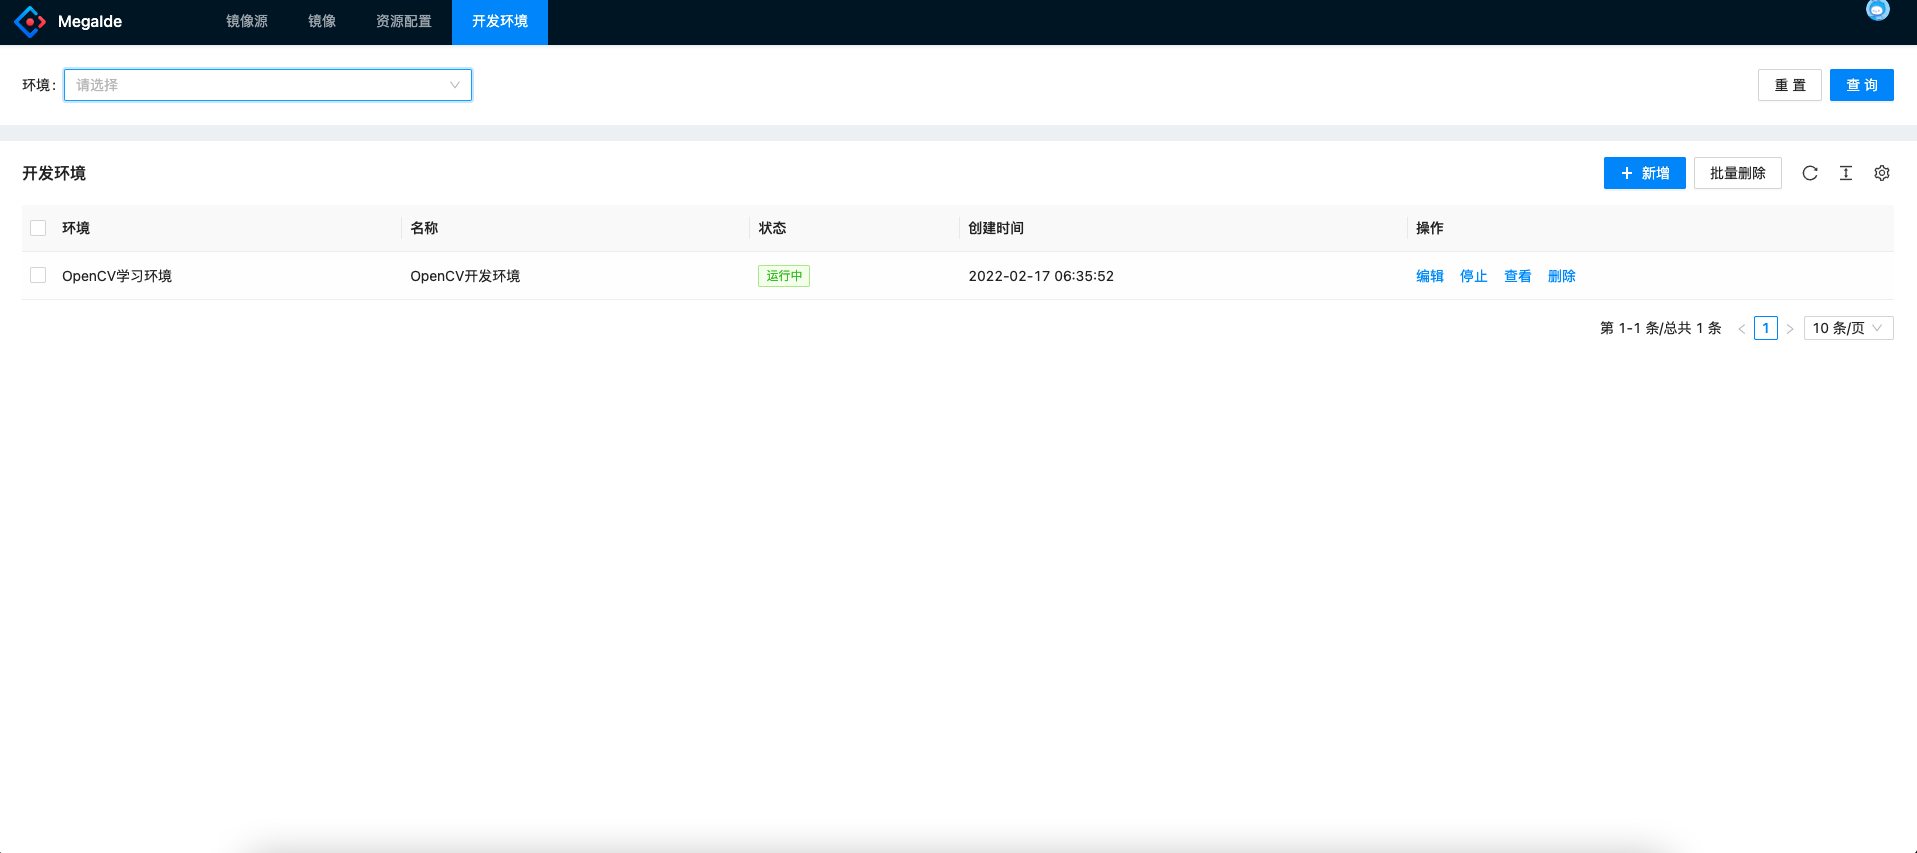 MegaIde 镜像源 镜像 资源配置 开发环境
环境: 请选择 重 置 查 询
开发环境 新增 批量删除
环境 名称 状态 创建时间 操作
OpenCV学习环境 OpenCV开发环境 运行中 2022-02-17 06:35:52 编辑 停止 查看 删除
第 1-1 条/总共 1 条 < 1 > 10 条/页